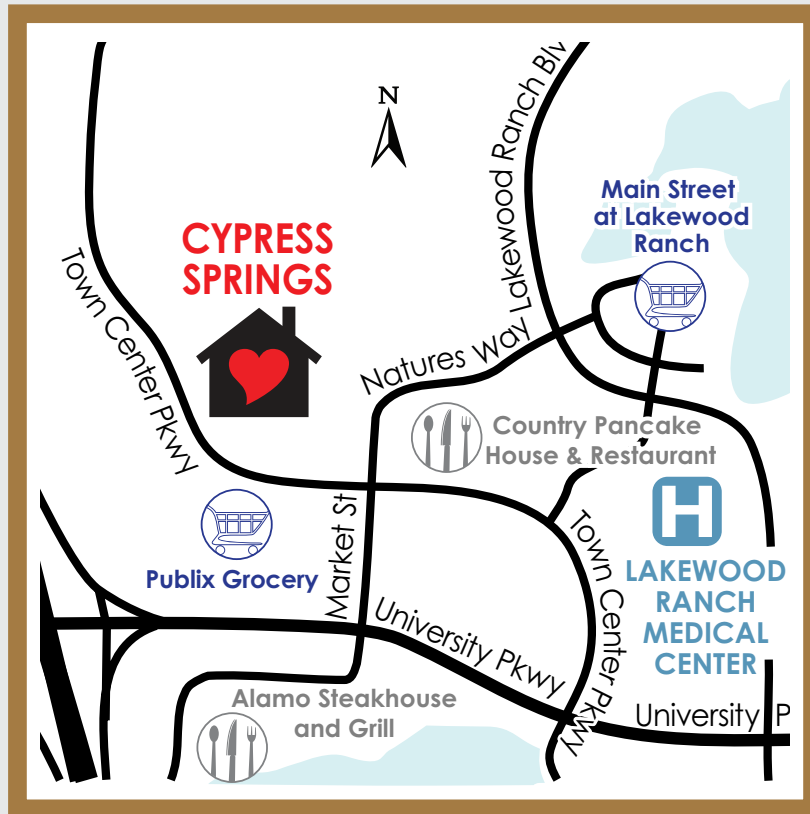 N
Lakewood Ranch Blv
Main Street
at Lakewood
Ranch
CYPRESS
SPRINGS
Town Center Pkwy
Natures Way
Country Pancake
House & Restaurant
H
LAKEWOOD
RANCH
MEDICAL
CENTER
Publix Grocery
Market St
Town Center Pkwy
University Pkwy
Alamo Steakhouse
and Grill
University P